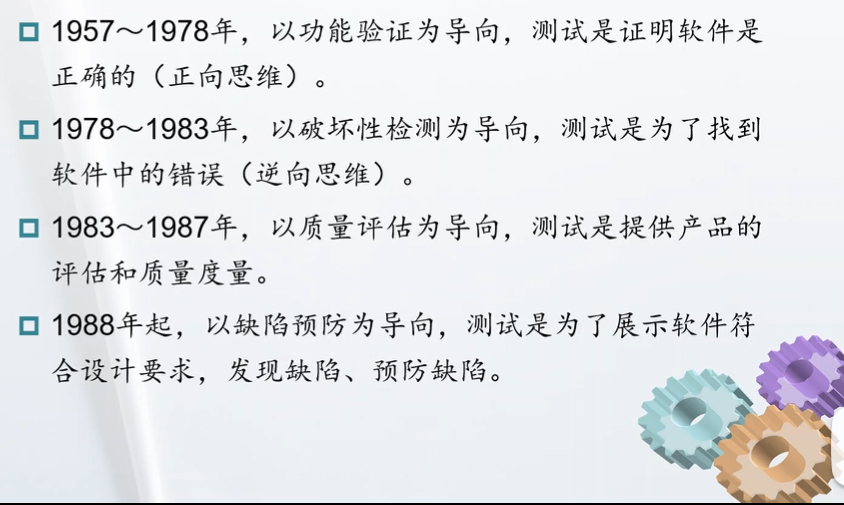 1957～1978年，以功能验证为导向，测试是证明软件是
正确的（正向思维）。
1978～1983年，以破坏性检测为导向，测试是为了找到
软件中的错误（逆向思维）。
1983～1987年，以质量评估为导向，测试是提供产品的
评估和质量度量。
1988年起，以缺陷预防为导向，测试是为了展示软件符
合设计要求，发现缺陷、预防缺陷。